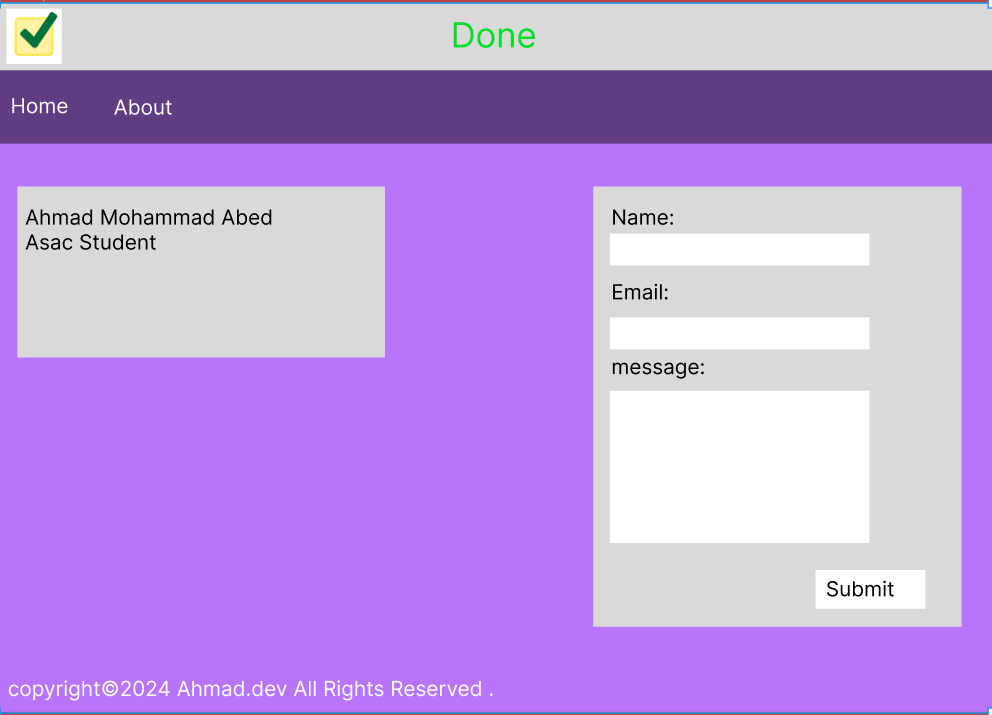 Done
Home About
Ahmad Mohammad Abed
Asac Student
Name:
Email:
message:
Submit
copyright©2024 Ahmad.dev All Rights Reserved .